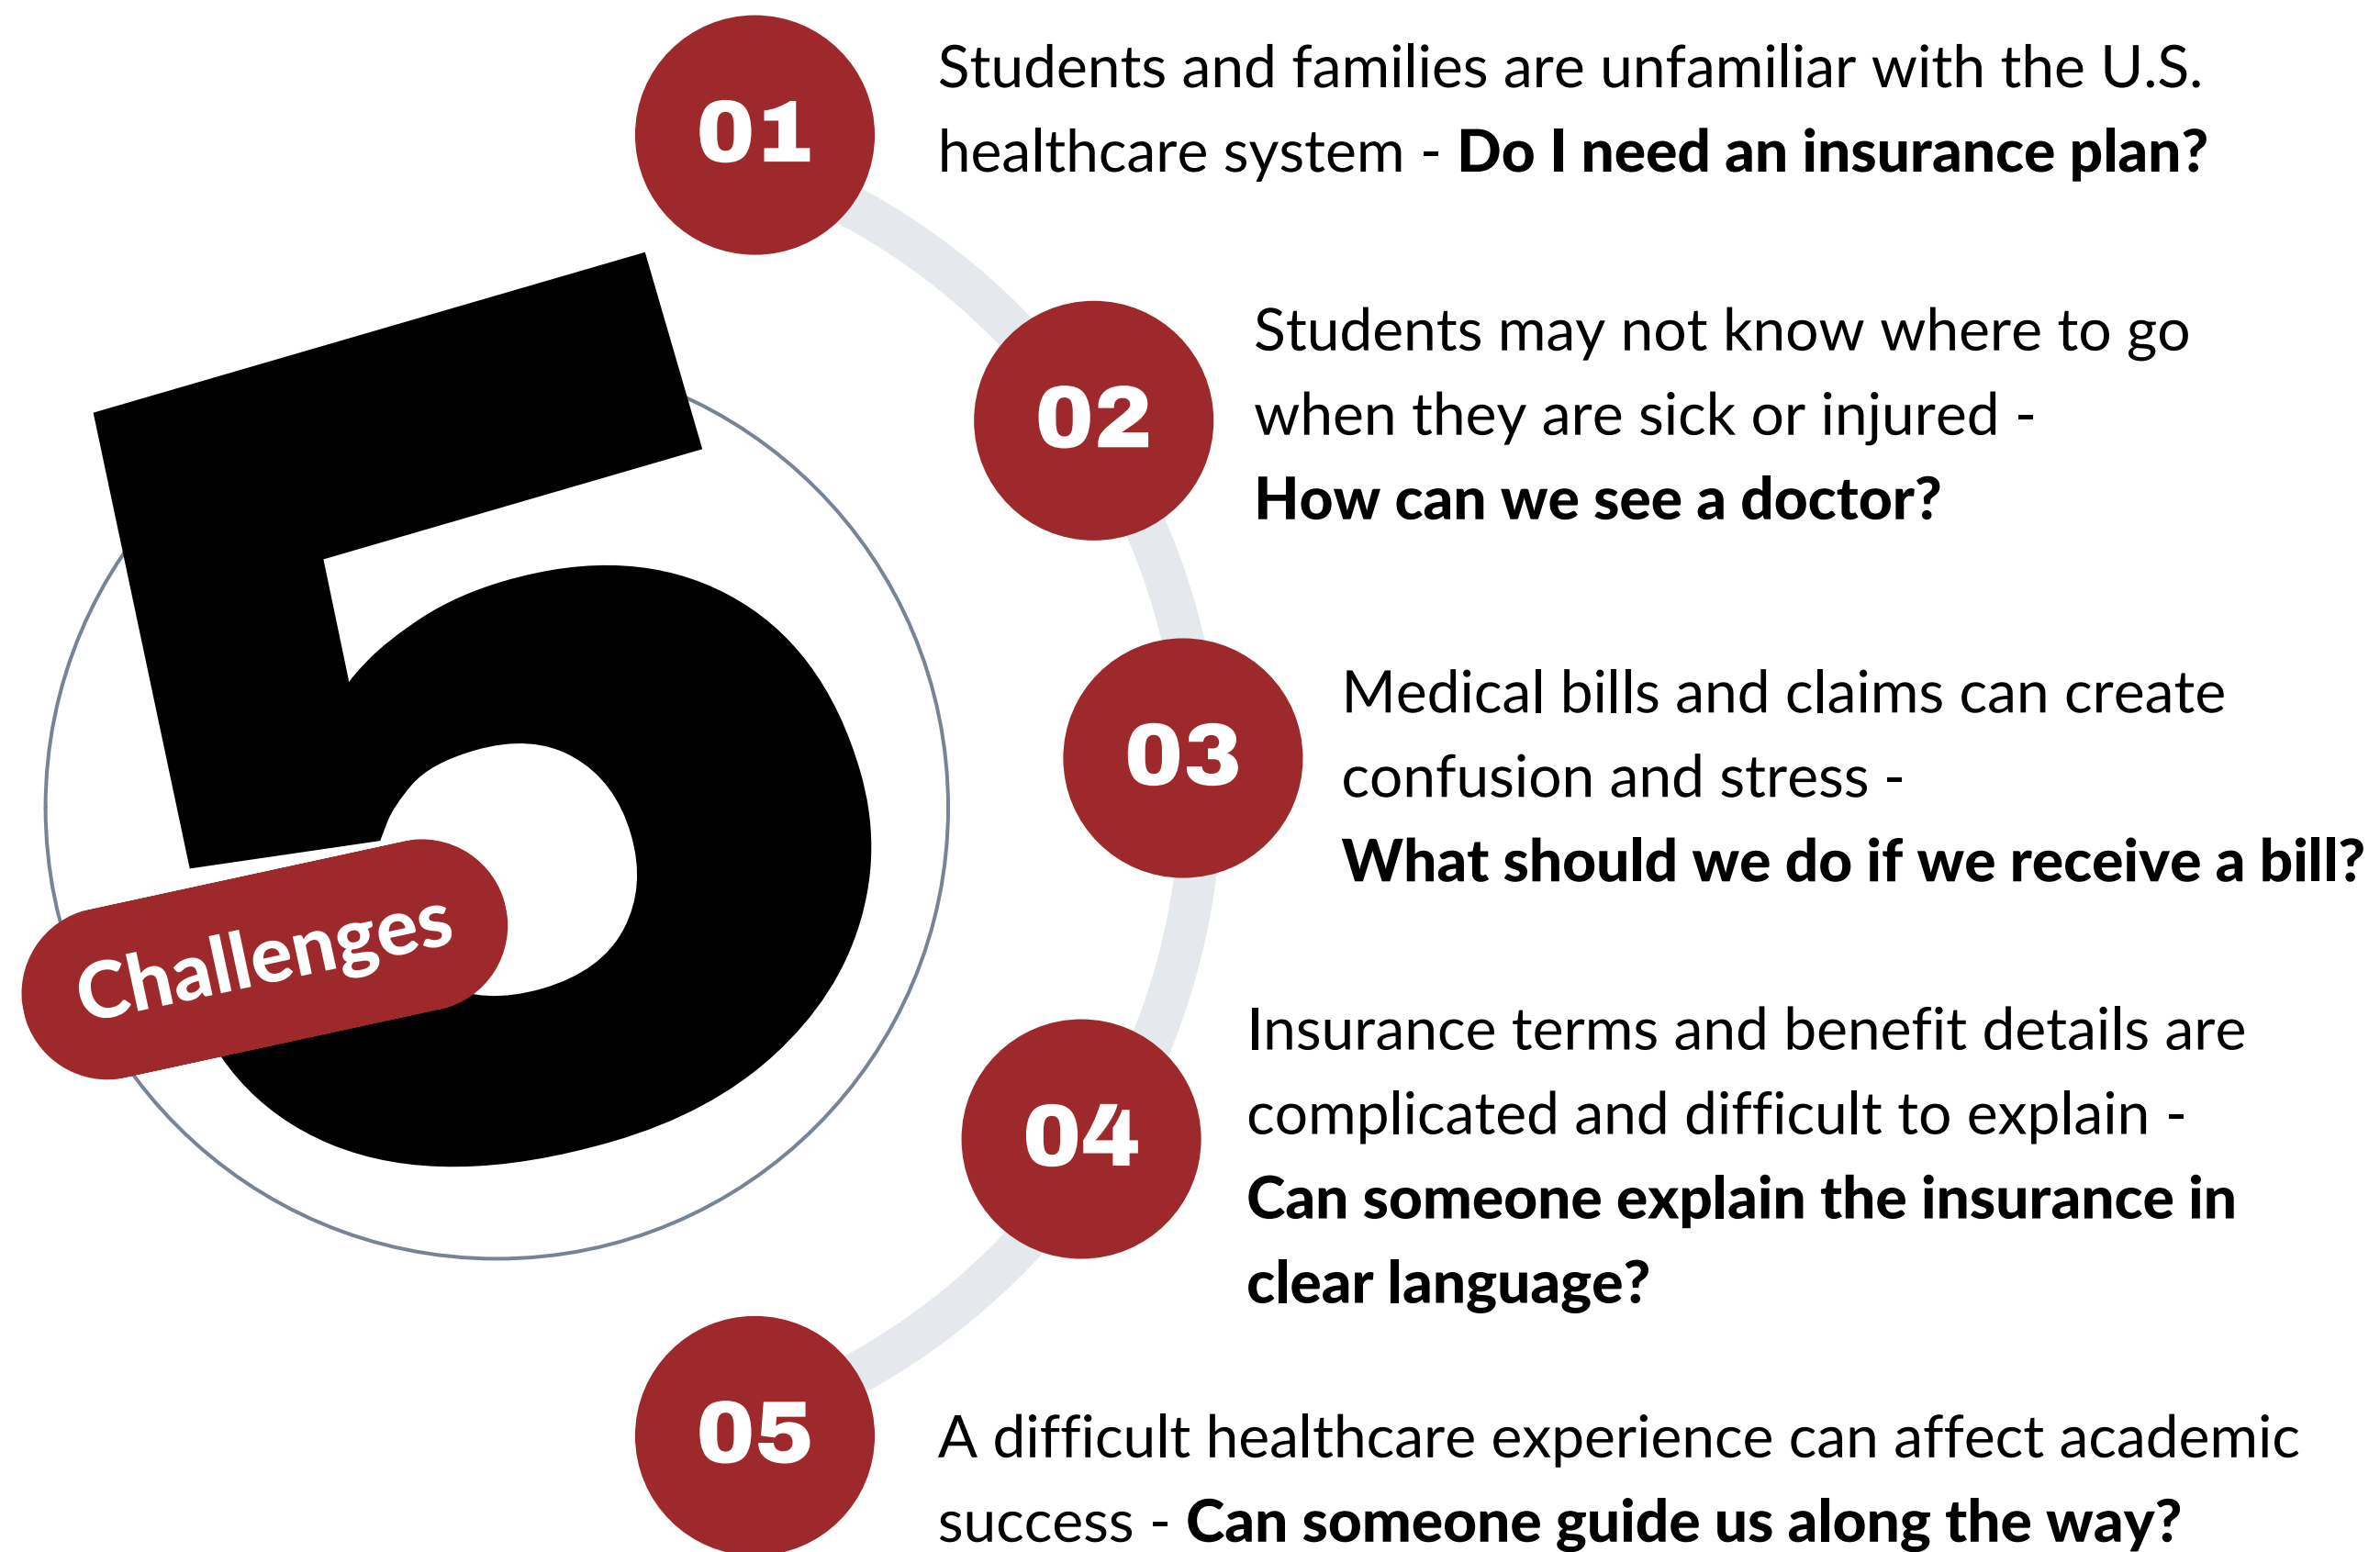 5
Challenges
01
Students and families are unfamiliar with the U.S.
healthcare system - Do I need an insurance plan?
02
Students may not know where to go
when they are sick or injured -
How can we see a doctor?
03
Medical bills and claims can create
confusion and stress -
What should we do if we receive a bill?
04
Insurance terms and benefit details are
complicated and difficult to explain -
Can someone explain the insurance in
clear language?
05
A difficult healthcare experience can affect academic
success - Can someone guide us along the way?